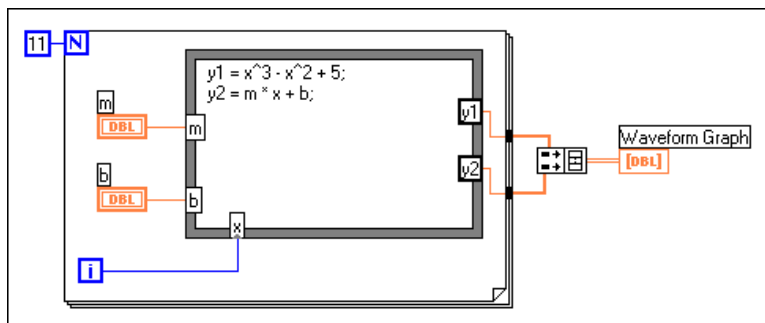 11 N
y1 = x^3 - x^2 + 5;
y2 = m * x + b;
m
DBL
m
y1
Waveform Graph
[DBL]
b
DBL
b
y2
x
i